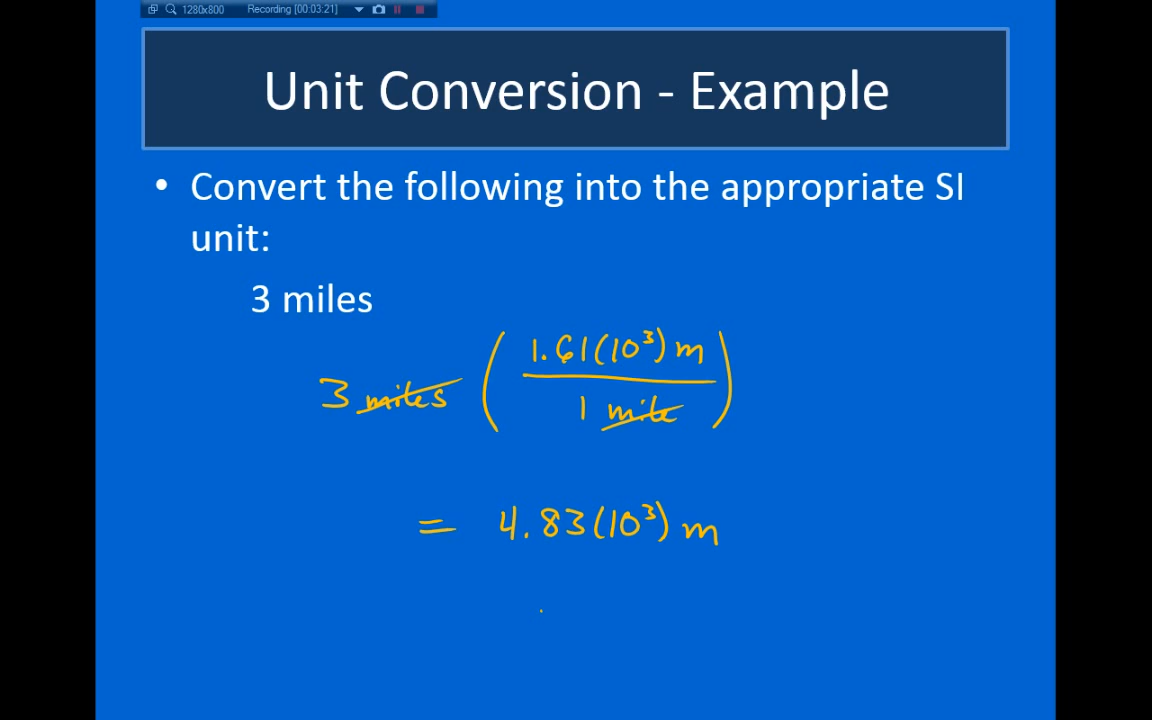 1280x800 Recording [00:03:21]
Unit Conversion - Example
• Convert the following into the appropriate SI
unit:
3 miles
3 miles ( 1.61(10³) m / 1 mile )
= 4.83(10³) m